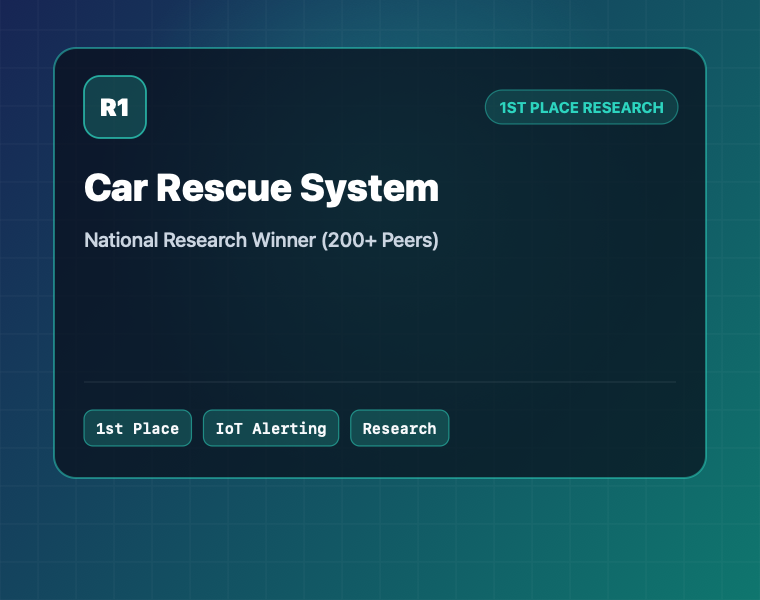 R1
1ST PLACE RESEARCH
Car Rescue System
National Research Winner (200+ Peers)
1st Place
IoT Alerting
Research